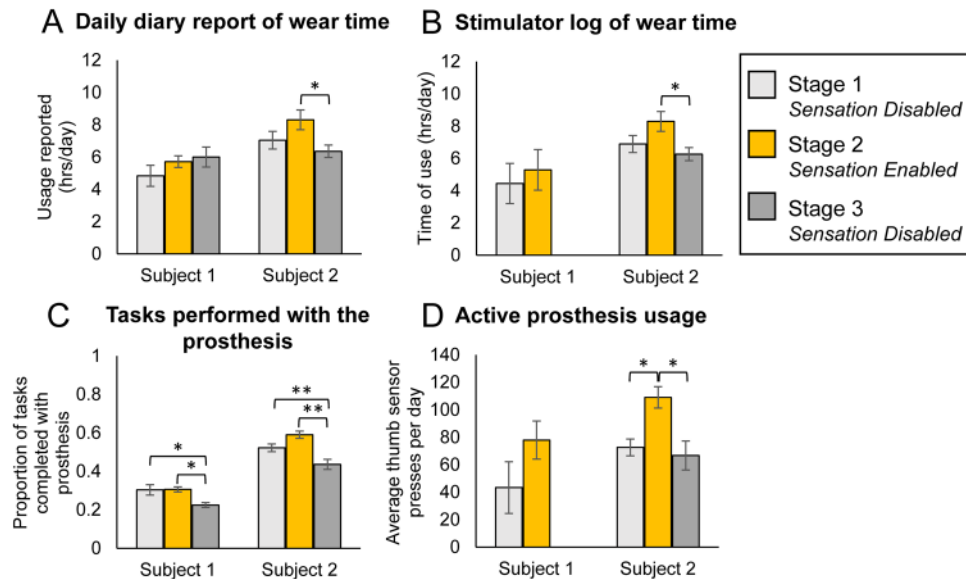 A Daily diary report of wear time
Usage reported
(hrs/day)
12
10
8
6
4
2
0
*
Subject 1
Subject 2
B Stimulator log of wear time
Time of use (hrs/day)
12
10
8
6
4
2
0
*
Subject 1
Subject 2
Stage 1
Sensation Disabled
Stage 2
Sensation Enabled
Stage 3
Sensation Disabled
C Tasks performed with the
prosthesis
Proportion of tasks
completed with
prosthesis
1
0.8
0.6
0.4
0.2
0
*
*
**
**
Subject 1
Subject 2
D Active prosthesis usage
Average thumb sensor
presses per day
140
120
100
80
60
40
20
0
*
*
Subject 1
Subject 2